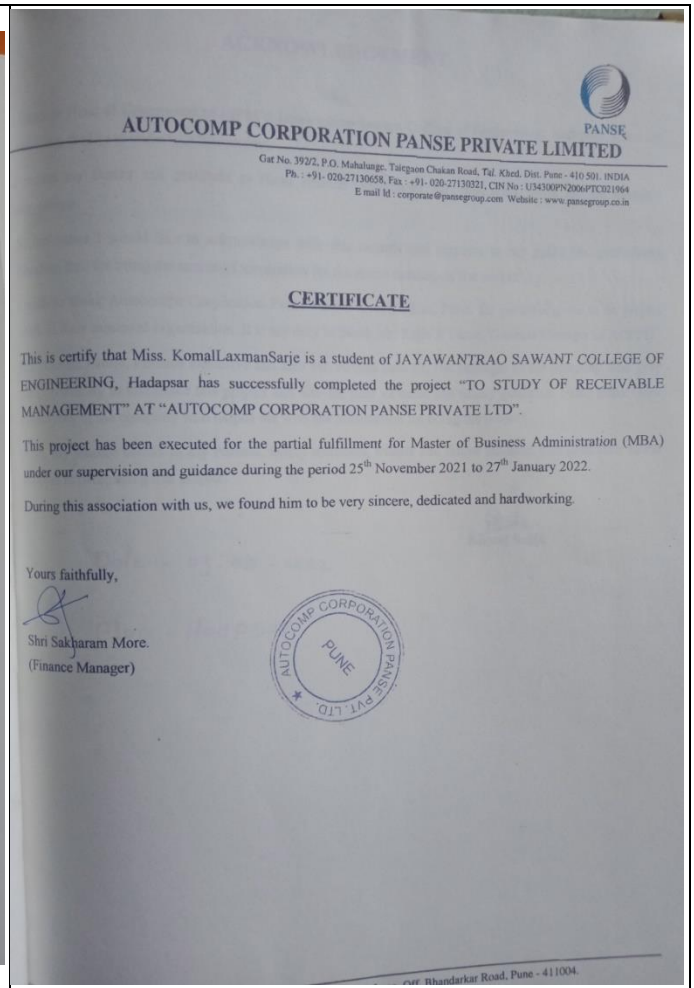 PANSE
AUTOCOMP CORPORATION PANSE PRIVATE LIMITED
Gat No. 392/2, P.O. Mahalunge, Talegaon Chakan Road, Tal. Khed, Dist. Pune - 410 501. INDIA
Ph. : +91- 020-27130658, Fax : +91- 020-27130321, CIN No : U34300PN2006PTC021964
E mail Id : corporate@pansegroup.com Website : www.pansegroup.co.in
CERTIFICATE
This is certify that Miss. KomalLaxmanSarje is a student of JAYAWANTRAO SAWANT COLLEGE OF
ENGINEERING, Hadapsar has successfully completed the project “TO STUDY OF RECEIVABLE
MANAGEMENT” AT “AUTOCOMP CORPORATION PANSE PRIVATE LTD”.
This project has been executed for the partial fulfillment for Master of Business Administration (MBA)
under our supervision and guidance during the period 25th November 2021 to 27th January 2022.
During this association with us, we found him to be very sincere, dedicated and hardworking.
Yours faithfully,
Shri Sakharam More.
(Finance Manager)
AUTOCOMP CORPORATION PANSE PVT. LTD.
PUNE
Off. Bhandarkar Road, Pune - 411004.